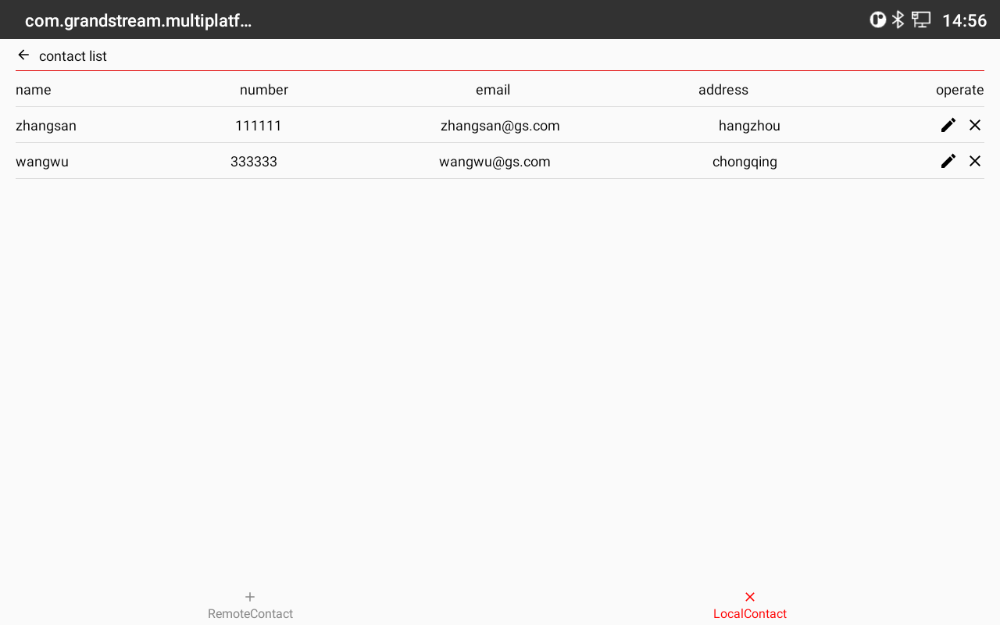 com.grandstream.multiplatf... 14:56
contact list
name number email address operate
zhangsan 111111 zhangsan@gs.com hangzhou
wangwu 333333 wangwu@gs.com chongqing
RemoteContact LocalContact